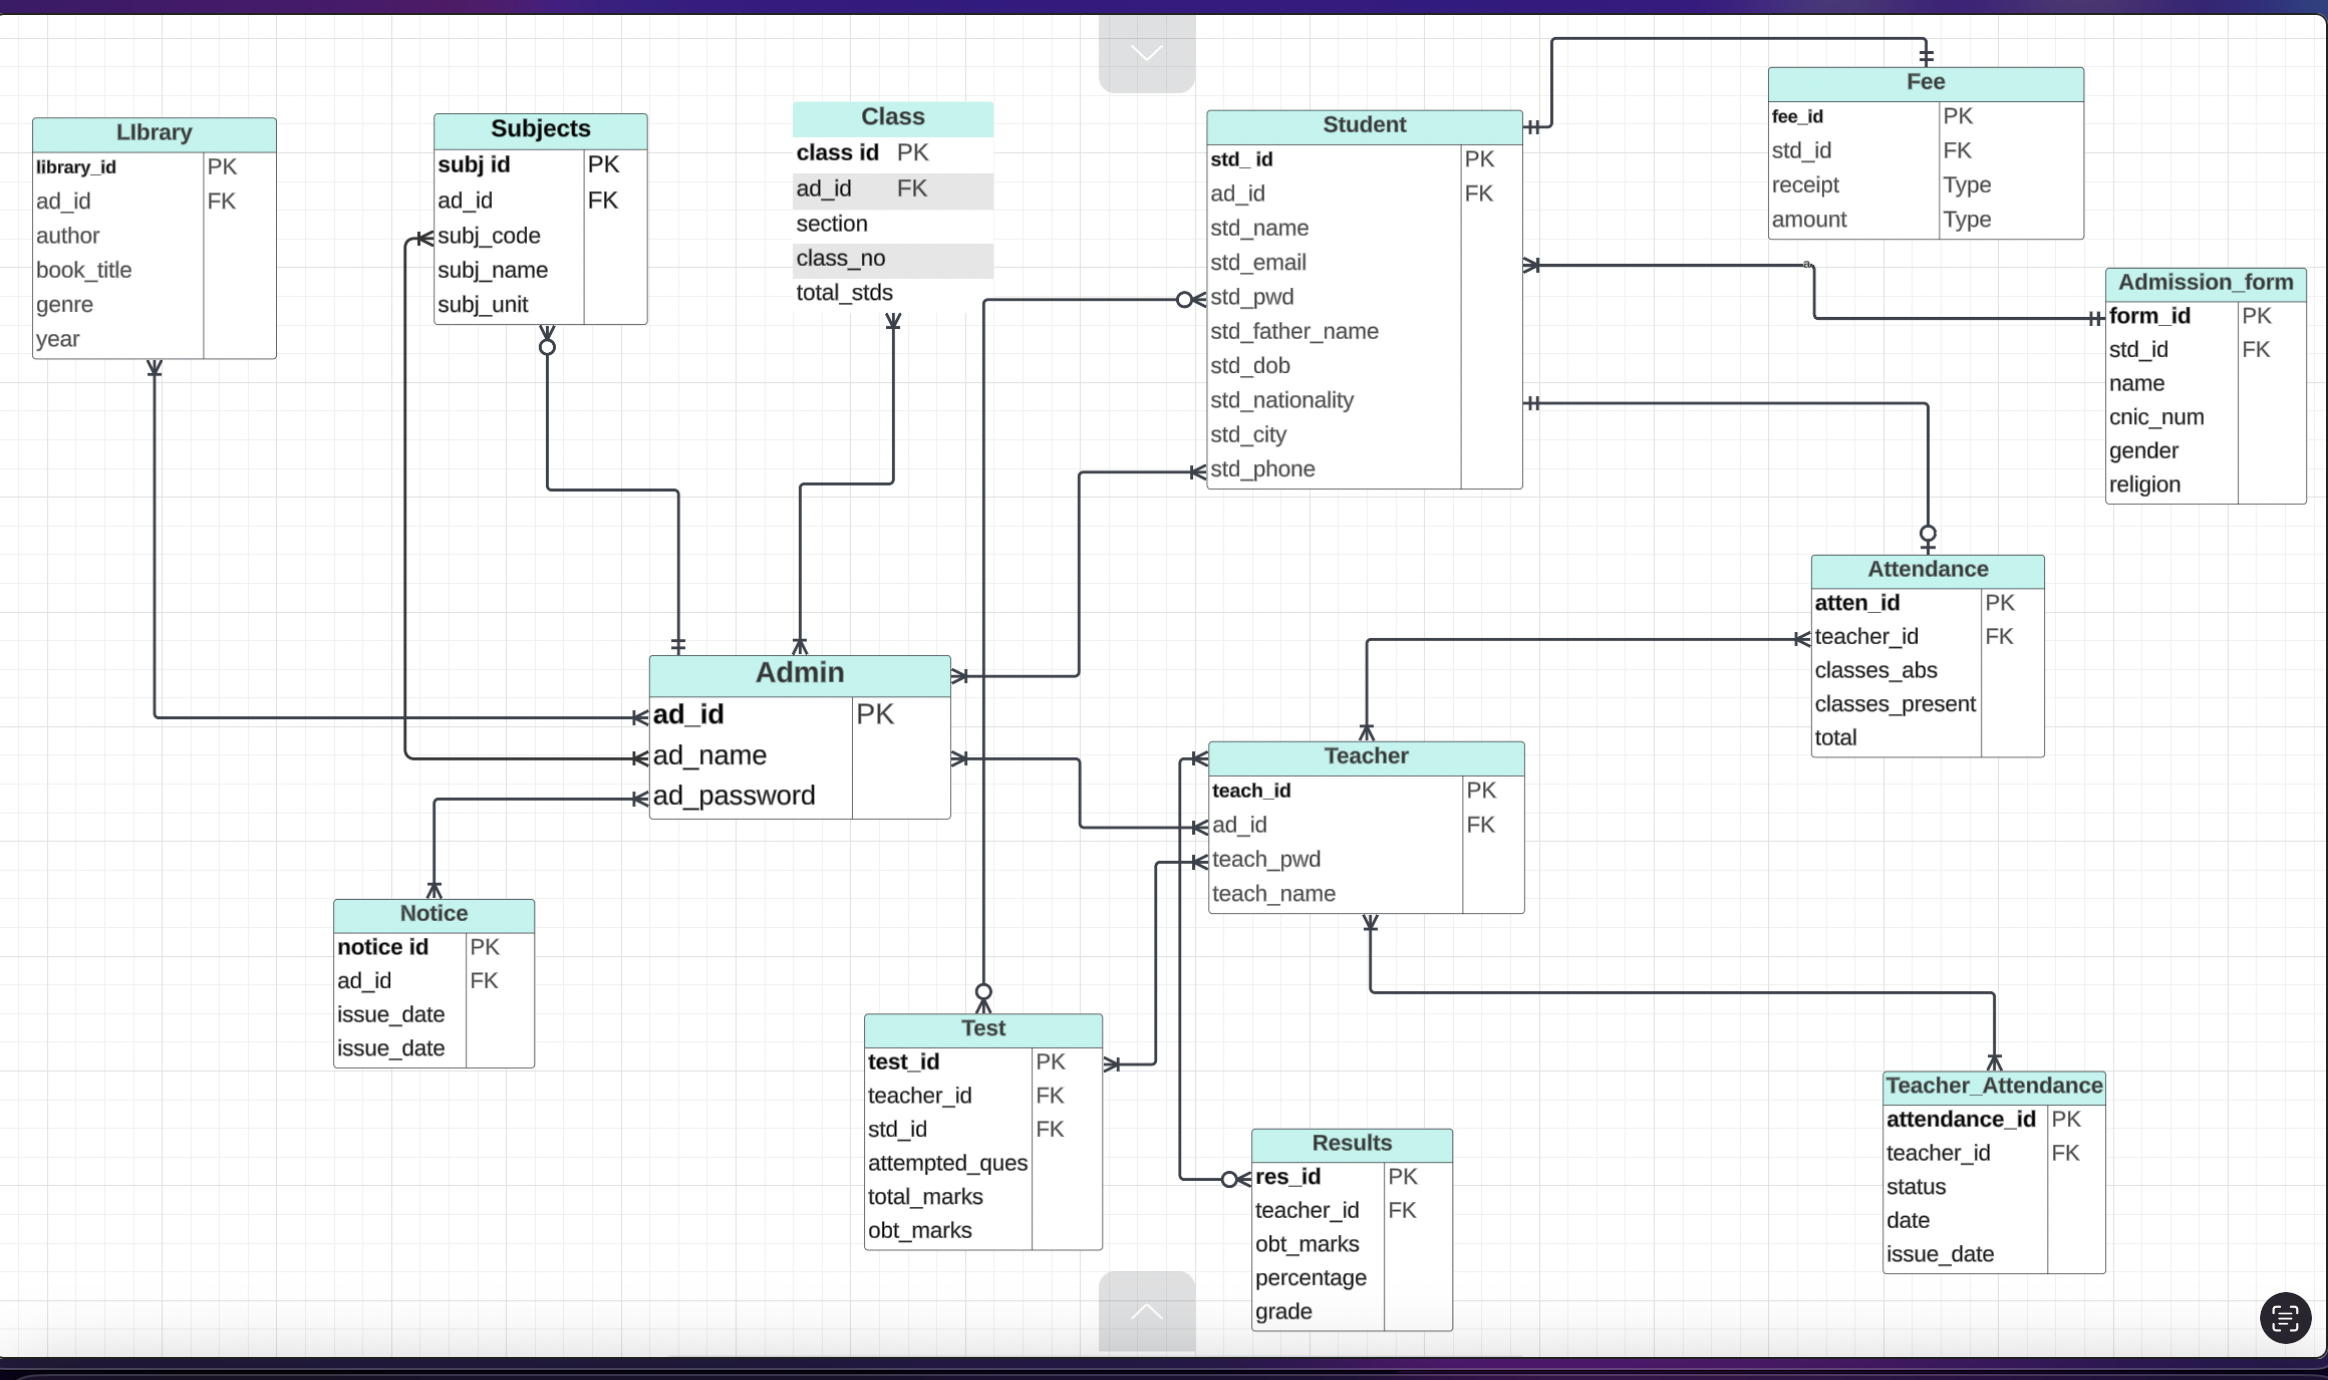 LIbrary
library_id PK
ad_id FK
author
book_title
genre
year
Subjects
subj id PK
ad_id FK
subj_code
subj_name
subj_unit
Class
class id PK
ad_id FK
section
class_no
total_stds
Student
std_ id PK
ad_id FK
std_name
std_email
std_pwd
std_father_name
std_dob
std_nationality
std_city
std_phone
Fee
fee_id PK
std_id FK
receipt Type
amount Type
Admission_form
form_id PK
std_id FK
name
cnic_num
gender
religion
Attendance
atten_id PK
teacher_id FK
classes_abs
classes_present
total
Admin
ad_id PK
ad_name
ad_password
Teacher
teach_id PK
ad_id FK
teach_pwd
teach_name
Notice
notice id PK
ad_id FK
issue_date
issue_date
Test
test_id PK
teacher_id FK
std_id FK
attempted_ques
total_marks
obt_marks
Results
res_id PK
teacher_id FK
obt_marks
percentage
grade
Teacher_Attendance
attendance_id PK
teacher_id FK
status
date
issue_date